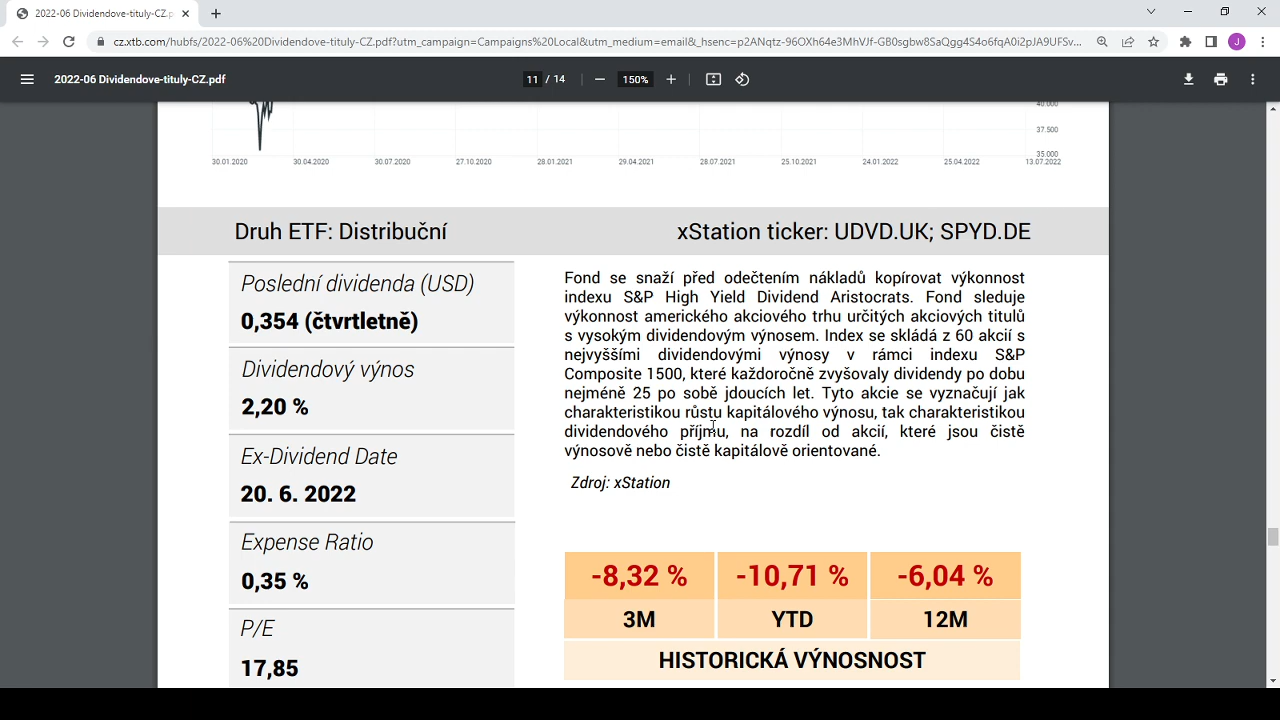 2022-06 Dividendove-tituly-CZ.p
cz.xtb.com/hubfs/2022-06%20Dividendove-tituly-CZ.pdf?utm_campaign=Campaigns%20Local&utm_medium=email&_hsenc=p2ANqtz-96OXh64e3MhVJf-GB0sgbw8SaQgg4S4o6fqA0i2pJA9UFSv...
J
2022-06 Dividendove-tituly-CZ.pdf
11 / 14
150%
40.000
37.500
35.000
30.01.2020 30.04.2020 30.07.2020 27.10.2020 28.01.2021 29.04.2021 28.07.2021 25.10.2021 24.01.2022 25.04.2022 13.07.2022
Druh ETF: Distribuční
xStation ticker: UDVD.UK; SPYD.DE
Poslední dividenda (USD)
0,354 (čtvrtletně)
Dividendový výnos
2,20 %
Ex-Dividend Date
20. 6. 2022
Expense Ratio
0,35 %
P/E
17,85
Fond se snaží před odečtením nákladů kopírovat výkonnost
indexu S&P High Yield Dividend Aristocrats. Fond sleduje
výkonnost amerického akciového trhu určitých akciových titulů
s vysokým dividendovým výnosem. Index se skládá z 60 akcií s
nejvyššími dividendovými výnosy v rámci indexu S&P
Composite 1500, které každoročně zvyšovaly dividendy po dobu
nejméně 25 po sobě jdoucích let. Tyto akcie se vyznačují jak
charakteristikou růstu kapitálového výnosu, tak charakteristikou
dividendového příjmu, na rozdíl od akcií, které jsou čistě
výnosově nebo čistě kapitálově orientované.
Zdroj: xStation
-8,32 % -10,71 % -6,04 %
3M YTD 12M
HISTORICKÁ VÝNOSNOST